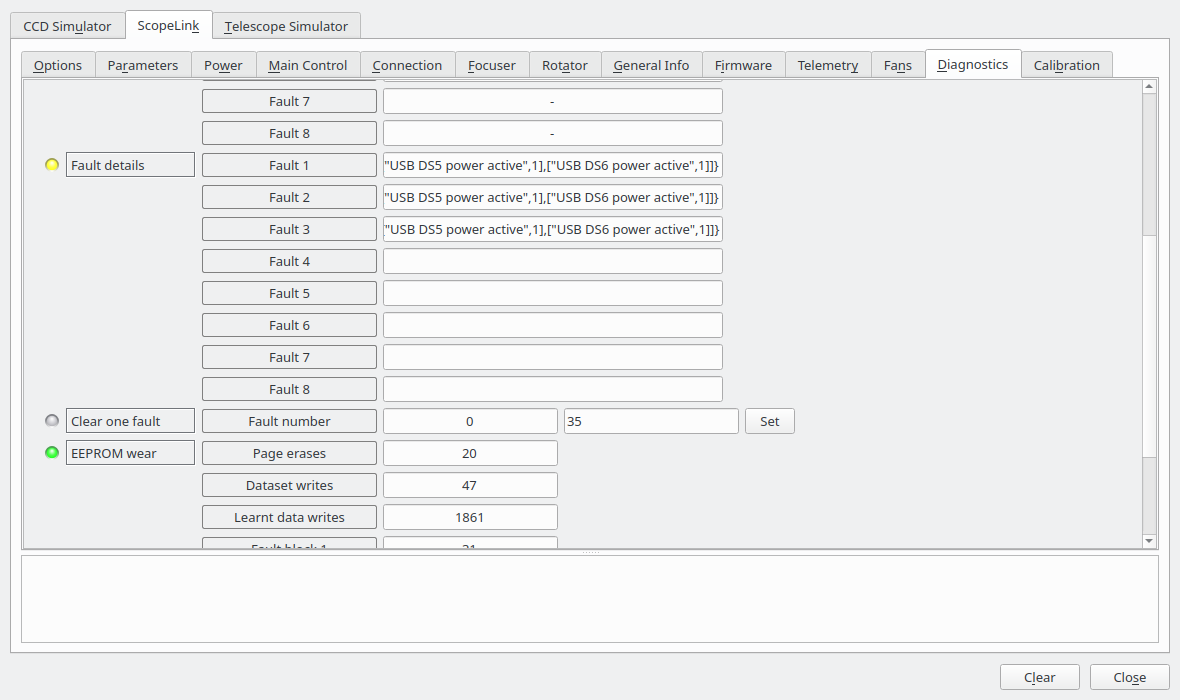 CCD Simulator ScopeLink Telescope Simulator
Options Parameters Power Main Control Connection Focuser Rotator General Info Firmware Telemetry Fans Diagnostics Calibration
Fault 7 -
Fault 8 -
Fault details Fault 1 "USB DS5 power active",1],["USB DS6 power active",1]]}
Fault 2 "USB DS5 power active",1],["USB DS6 power active",1]]}
Fault 3 "USB DS5 power active",1],["USB DS6 power active",1]]}
Fault 4
Fault 5
Fault 6
Fault 7
Fault 8
Clear one fault Fault number 0 35 Set
EEPROM wear Page erases 20
Dataset writes 47
Learnt data writes 1861
Fault block 1 21
Clear Close